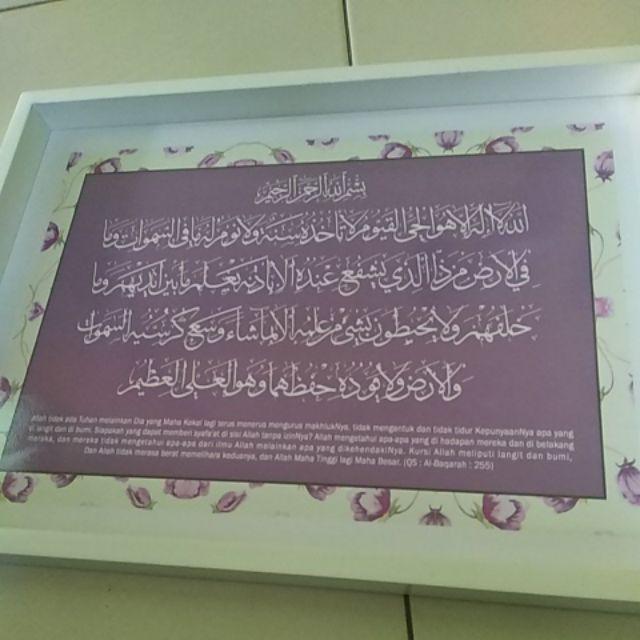 بسم الله الرحمن الرحيم
الله لا إله إلا هو الحي القيوم لا تأخذه سنة ولا نوم له ما في السموات وما
في الأرض من ذا الذي يشفع عنده إلا بإذنه يعلم ما بين أيديهم وما
خلفهم ولا يحيطون بشيء من علمه إلا بما شاء وسع كرسيه السموات
والأرض ولا يؤوده حفظهما وهو العلي العظيم
Allah tidak ada Tuhan melainkan Dia yang Maha Kekal lagi terus menerus mengurus makhlukNya, tidak mengantuk dan tidak tidur KepunyaanNya apa yang
di langit dan di bumi. Siapakah yang dapat memberi syafa'at di sisi Allah tanpa izinNya? Allah mengetahui apa-apa yang di hadapan mereka dan di belakang
mereka, dan mereka tidak mengetahui apa-apa dari ilmu Allah melainkan apa yang dikehendakiNya. Kursi Allah meliputi langit dan bumi,
Dan Allah tidak merasa berat memelihara keduanya, dan Allah Maha Tinggi lagi Maha Besar. (QS : Al-Baqarah : 255)